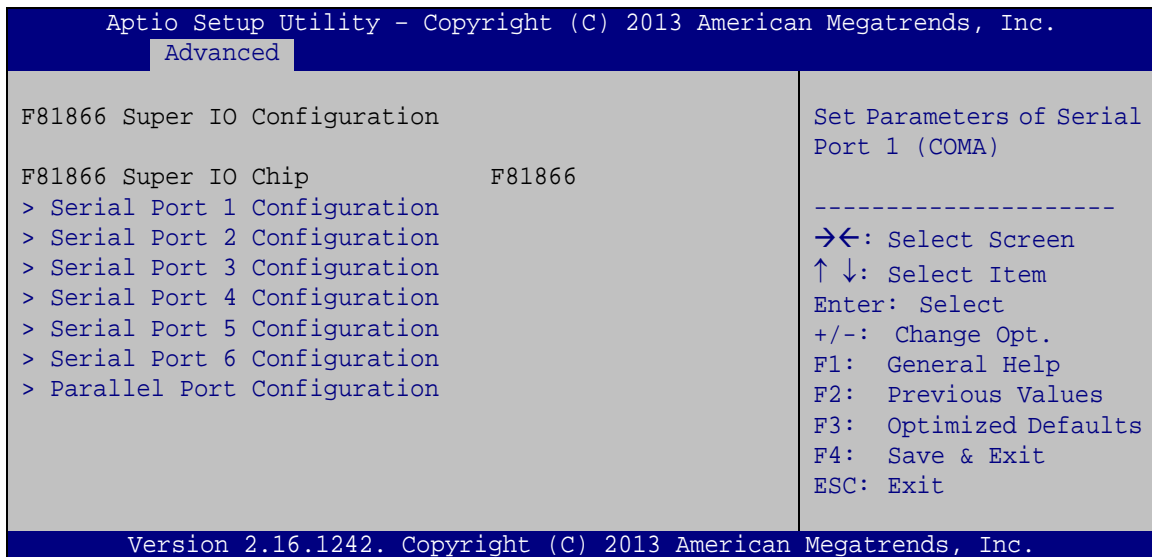 Aptio Setup Utility – Copyright (C) 2013 American Megatrends, Inc.
Advanced
F81866 Super IO Configuration
F81866 Super IO Chip F81866
> Serial Port 1 Configuration
> Serial Port 2 Configuration
> Serial Port 3 Configuration
> Serial Port 4 Configuration
> Serial Port 5 Configuration
> Serial Port 6 Configuration
> Parallel Port Configuration
Set Parameters of Serial
Port 1 (COMA)
---------------------
→←: Select Screen
↑ ↓: Select Item
Enter: Select
+/-: Change Opt.
F1: General Help
F2: Previous Values
F3: Optimized Defaults
F4: Save & Exit
ESC: Exit
Version 2.16.1242. Copyright (C) 2013 American Megatrends, Inc.